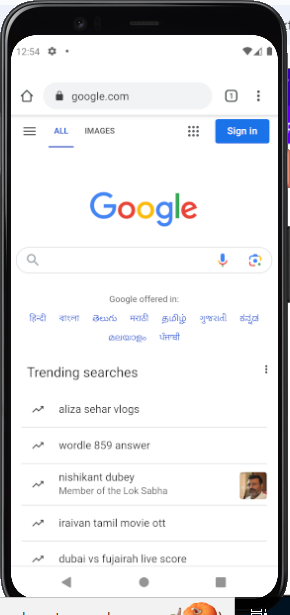 12:54
google.com
1
ALL IMAGES
Sign in
Google
Google offered in:
हिन्दी বাংলা తెలుగు मराठी தமிழ் ગુજરાતી ಕನ್ನಡ
മലയാളം ਪੰਜਾਬੀ
Trending searches
aliza sehar vlogs
wordle 859 answer
nishikant dubey
Member of the Lok Sabha
iraivan tamil movie ott
dubai vs fujairah live score